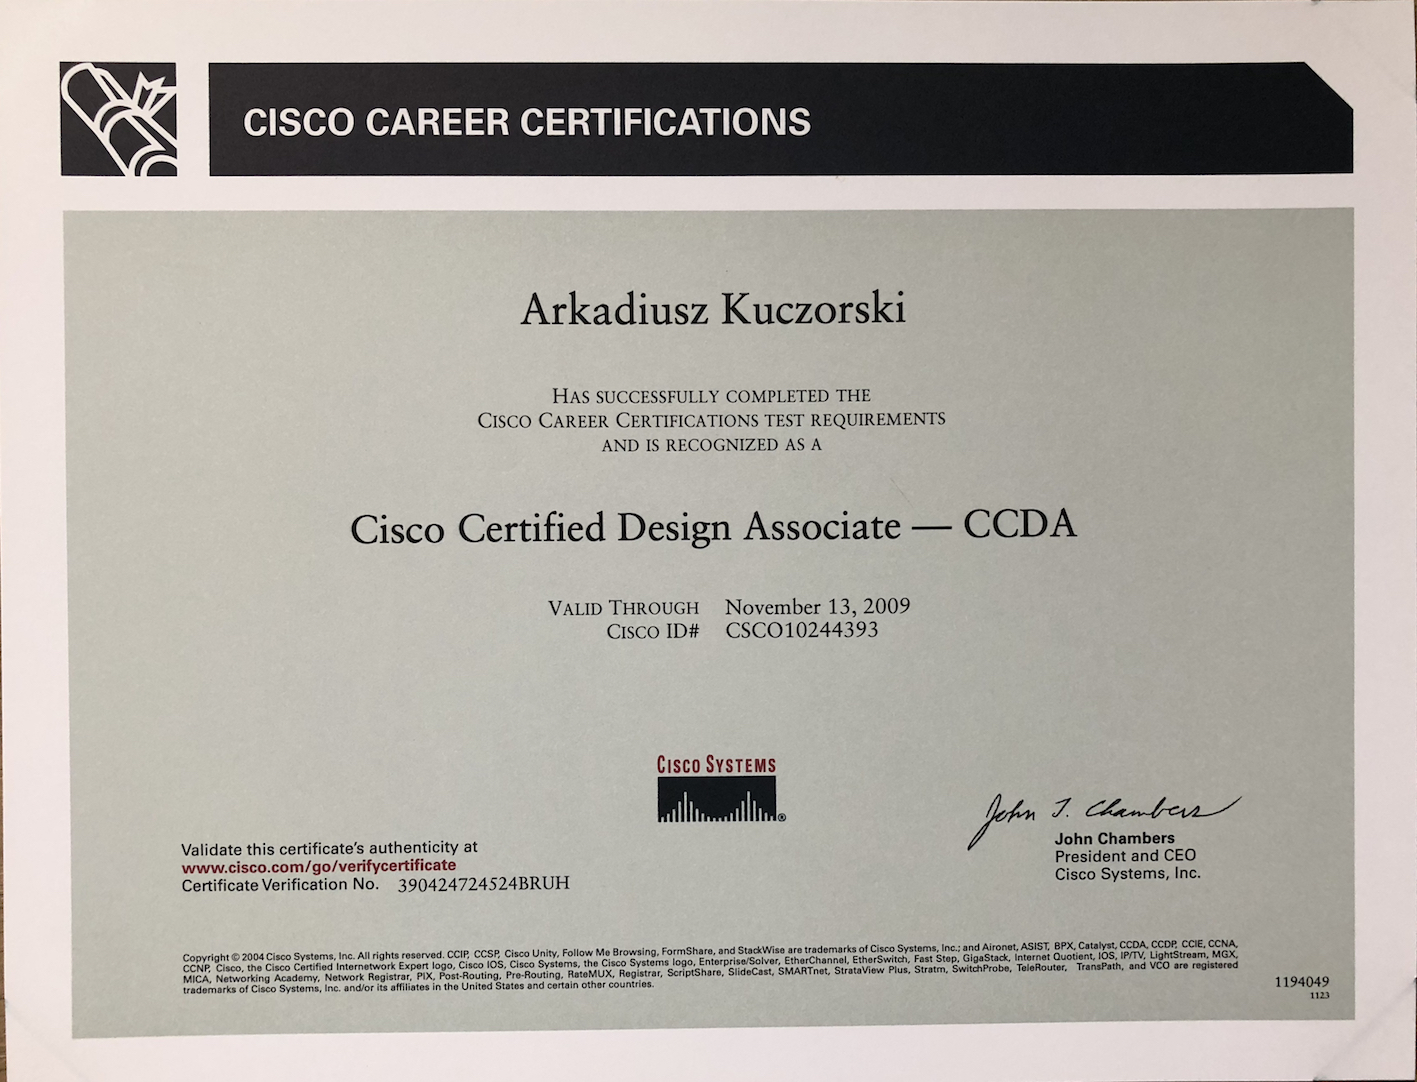 CISCO CAREER CERTIFICATIONS
Arkadiusz Kuczorski
HAS SUCCESSFULLY COMPLETED THE
CISCO CAREER CERTIFICATIONS TEST REQUIREMENTS
AND IS RECOGNIZED AS A
Cisco Certified Design Associate — CCDA
VALID THROUGH November 13, 2009
CISCO ID# CSCO10244393
CISCO SYSTEMS
®
John T. Chambers
John Chambers
President and CEO
Cisco Systems, Inc.
Validate this certificate's authenticity at
www.cisco.com/go/verifycertificate
Certificate Verification No. 390424724524BRUH
Copyright © 2004 Cisco Systems, Inc. All rights reserved. CCIP, CCSP, Cisco Unity, Follow Me Browsing, FormShare, and StackWise are trademarks of Cisco Systems, Inc.; and Aironet, ASIST, BPX, Catalyst, CCDA, CCDP, CCIE, CCNA,
CCNP, Cisco, the Cisco Certified Internetwork Expert logo, Cisco IOS, Cisco Systems, the Cisco Systems logo, Enterprise/Solver, EtherChannel, EtherSwitch, Fast Step, GigaStack, Internet Quotient, IOS, IP/TV, LightStream, MGX,
MICA, Networking Academy, Network Registrar, PIX, Post-Routing, Pre-Routing, RateMUX, Registrar, ScriptShare, SlideCast, SMARTnet, StrataView Plus, Stratm, SwitchProbe, TeleRouter, TransPath, and VCO are registered
trademarks of Cisco Systems, Inc. and/or its affiliates in the United States and certain other countries.
1194049
1123